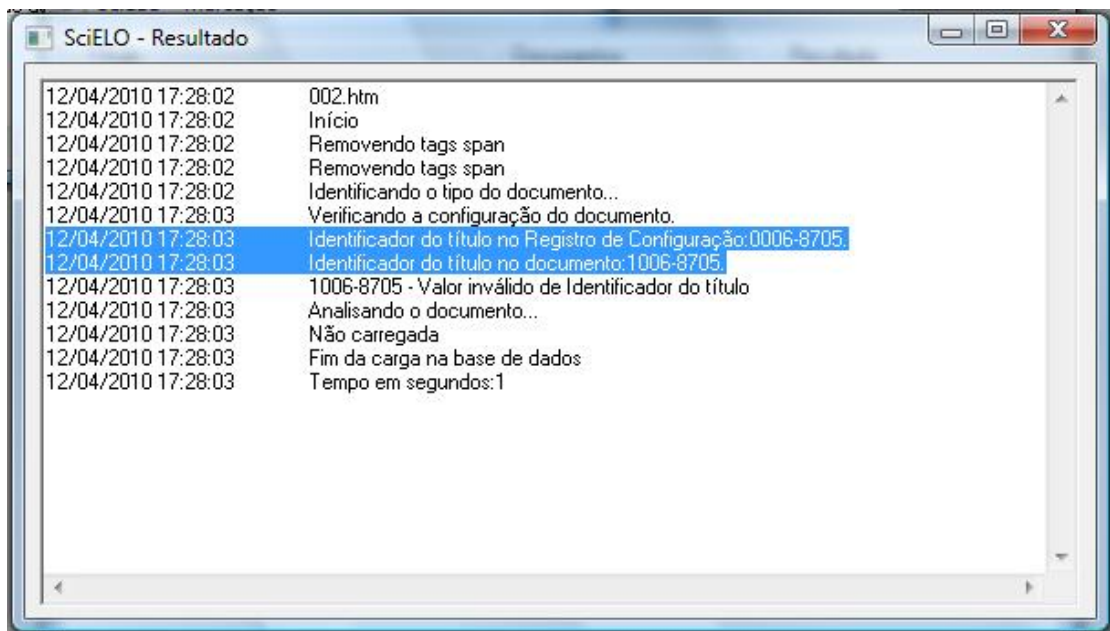 SciELO - Resultado
12/04/2010 17:28:02 002.htm
12/04/2010 17:28:02 Início
12/04/2010 17:28:02 Removendo tags span
12/04/2010 17:28:02 Removendo tags span
12/04/2010 17:28:02 Identificando o tipo do documento...
12/04/2010 17:28:03 Verificando a configuração do documento.
12/04/2010 17:28:03 Identificador do título no Registro de Configuração:0006-8705.
12/04/2010 17:28:03 Identificador do título no documento:1006-8705.
12/04/2010 17:28:03 1006-8705 - Valor inválido de Identificador do título
12/04/2010 17:28:03 Analisando o documento...
12/04/2010 17:28:03 Não carregada
12/04/2010 17:28:03 Fim da carga na base de dados
12/04/2010 17:28:03 Tempo em segundos:1